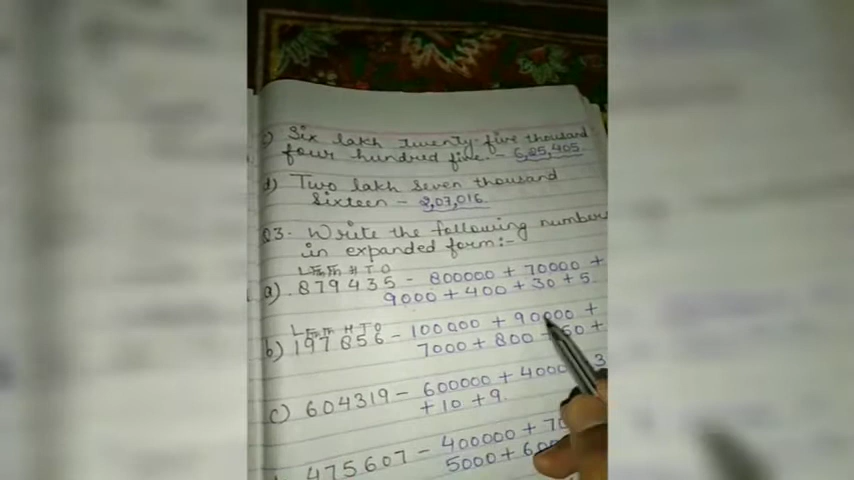 c) Six lakh twenty-five thousand
four hundred five. - 6,25,405
d) Two lakh seven thousand
Sixteen - 2,07,016.
Q3. Write the following numbers
in expanded form:-
L TTh Th H T O
a) 879435 - 800000 + 70000 +
9000 + 400 + 30 + 5
L TTh Th H T O
b) 197856 - 100000 + 90000 +
7000 + 800 + 50 +
c) 604319 - 600000 + 4000 3
+ 10 + 9.
475607 - 400000 + 70
5000 + 600